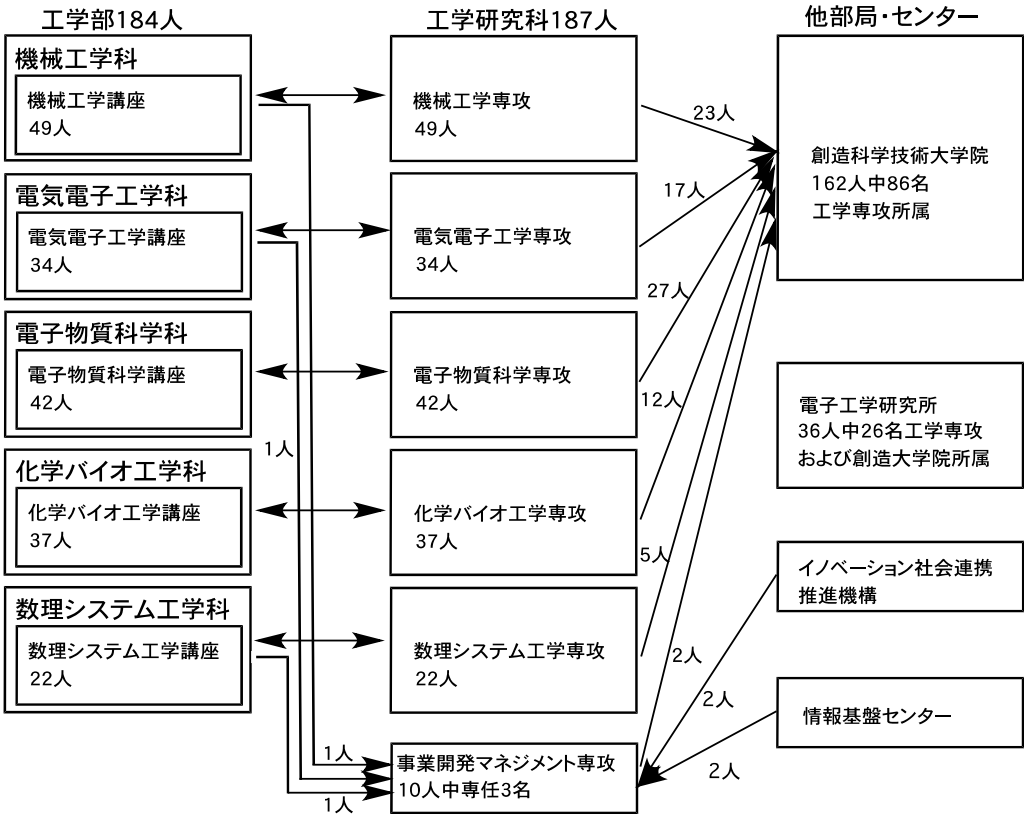 工学部184人
機械工学科
機械工学講座
49人
電気電子工学科
電気電子工学講座
34人
電子物質科学科
電子物質科学講座
42人
1人
化学バイオ工学科
化学バイオ工学講座
37人
数理システム工学科
数理システム工学講座
22人
工学研究科187人
機械工学専攻
49人
電気電子工学専攻
34人
電子物質科学専攻
42人
化学バイオ工学専攻
37人
数理システム工学専攻
22人
1人
1人
事業開発マネジメント専攻
10人中専任3名
23人
17人
27人
12人
5人
2人
2人
2人
他部局・センター
創造科学技術大学院
162人中86名
工学専攻所属
電子工学研究所
36人中26名工学専攻
および創造大学院所属
イノベーション社会連携
推進機構
情報基盤センター